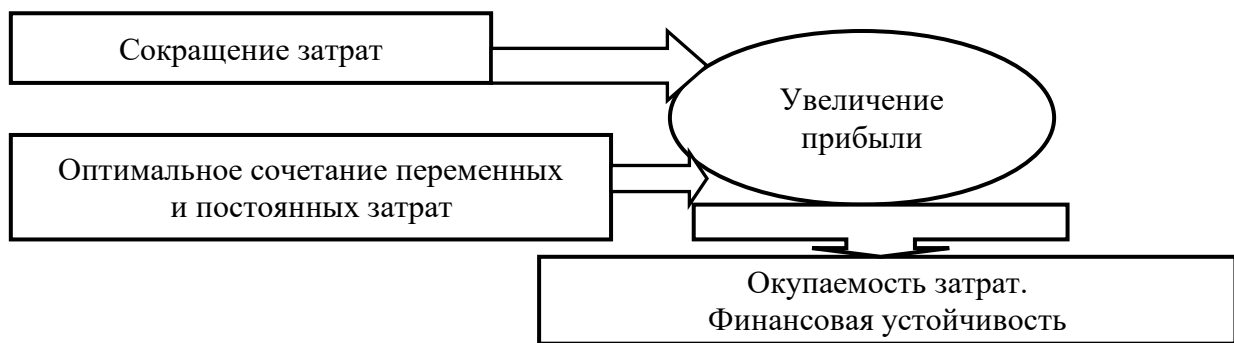 Сокращение затрат
Увеличение
прибыли
Оптимальное сочетание переменных
и постоянных затрат
Окупаемость затрат.
Финансовая устойчивость